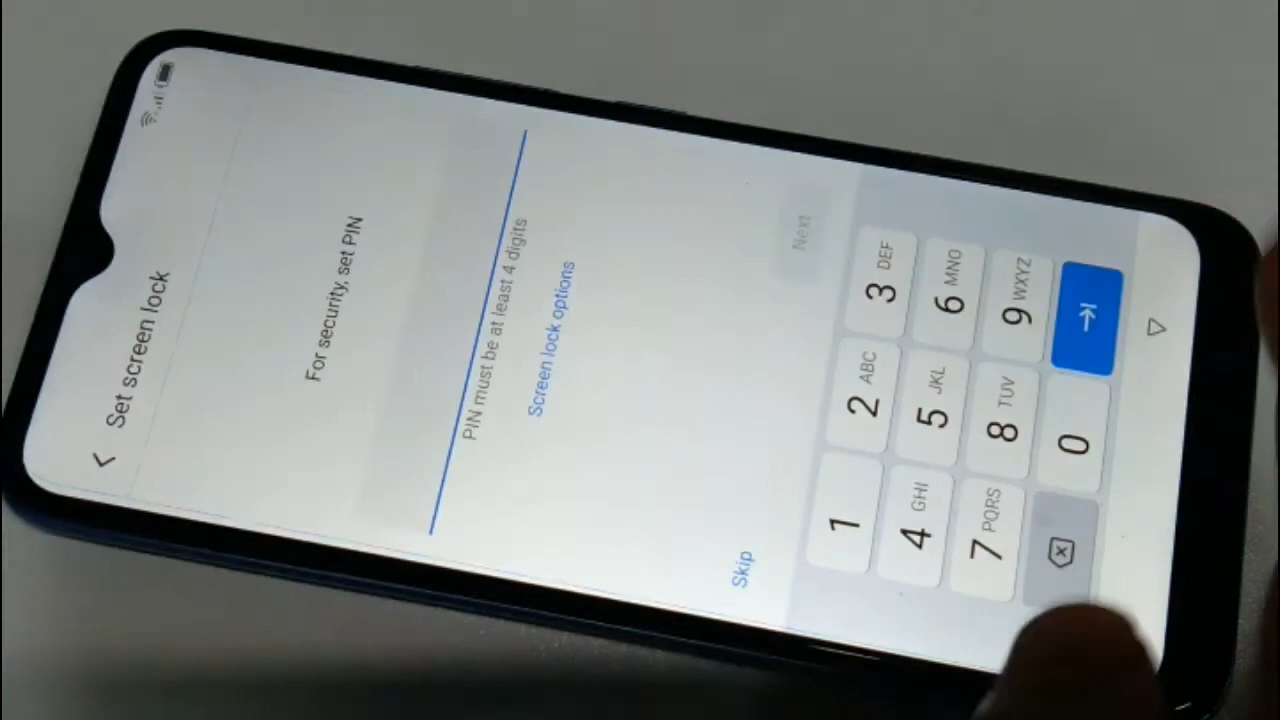 Set screen lock
For security, set PIN
PIN must be at least 4 digits
Screen lock options
Skip
Next
1
2 ABC
3 DEF
4 GHI
5 JKL
6 MNO
7 PQRS
8 TUV
9 WXYZ
0